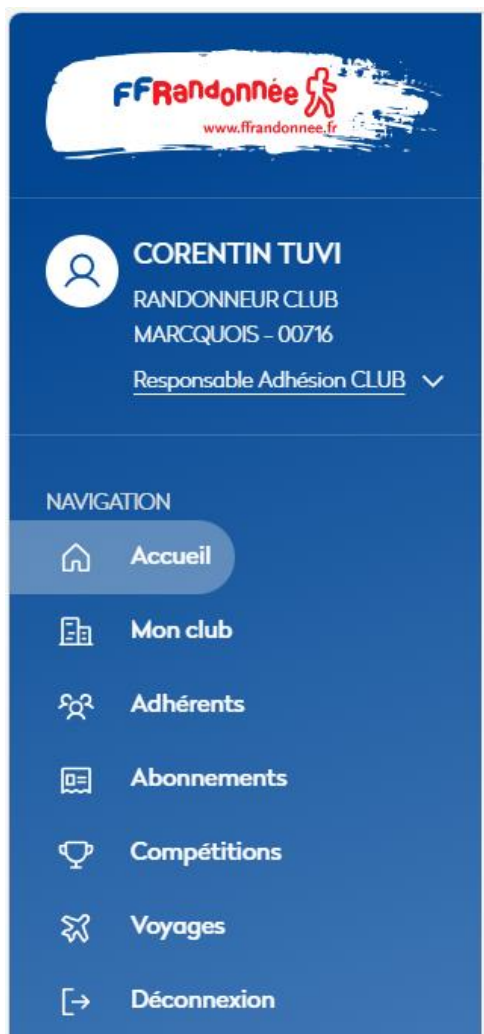 FFRandonnée
www.ffrandonnee.fr
CORENTIN TUVI
RANDONNEUR CLUB
MARCQUOIS - 00716
Responsable Adhésion CLUB
NAVIGATION
Accueil
Mon club
Adhérents
Abonnements
Compétitions
Voyages
Déconnexion